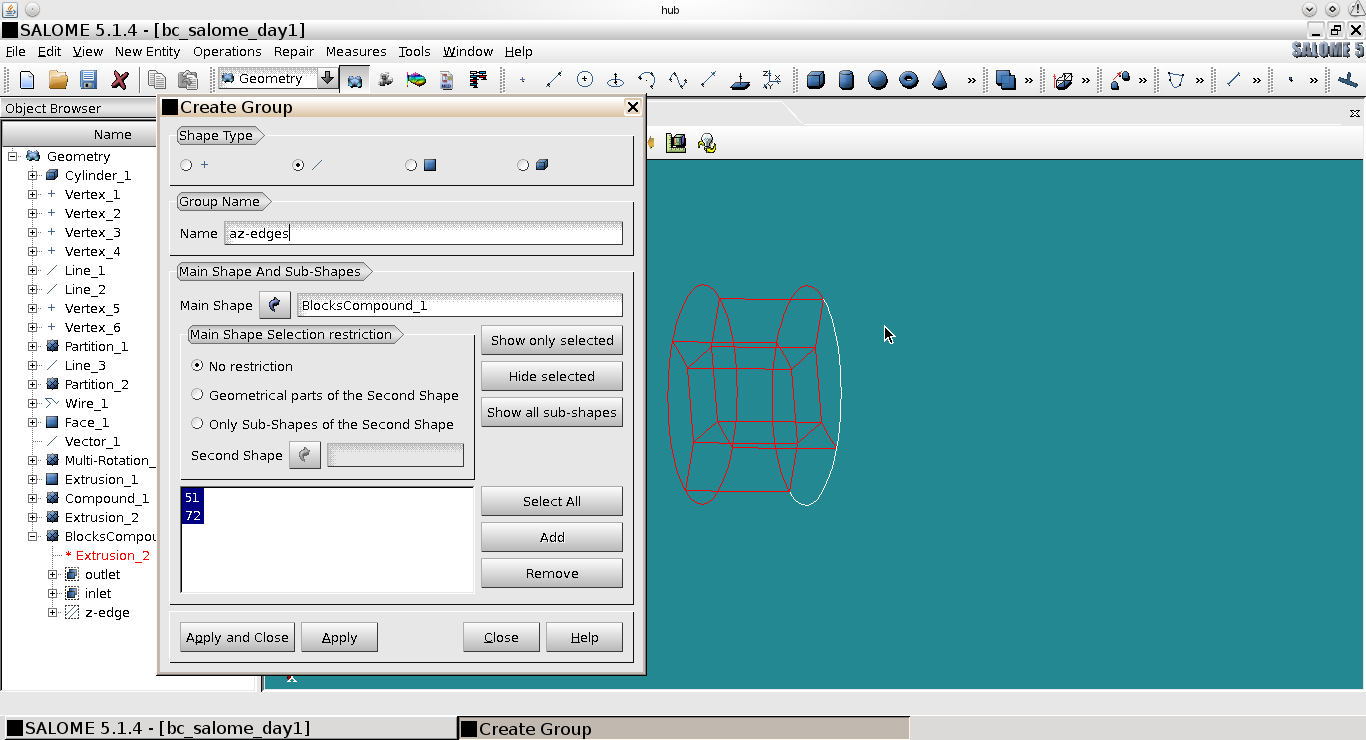 hub
SALOME 5.1.4 - [bc_salome_day1]
File Edit View New Entity Operations Repair Measures Tools Window Help
SALOME 5
Geometry
Object Browser
Name
Geometry
Cylinder_1
Vertex_1
Vertex_2
Vertex_3
Vertex_4
Line_1
Line_2
Vertex_5
Vertex_6
Partition_1
Line_3
Partition_2
Wire_1
Face_1
Vector_1
Multi-Rotation_
Extrusion_1
Compound_1
Extrusion_2
BlocksCompou
* Extrusion_2
outlet
inlet
z-edge
Create Group
Shape Type
Group Name
Name az-edges
Main Shape And Sub-Shapes
Main Shape BlocksCompound_1
Main Shape Selection restriction
No restriction
Geometrical parts of the Second Shape
Only Sub-Shapes of the Second Shape
Second Shape
Show only selected
Hide selected
Show all sub-shapes
51
72
Select All
Add
Remove
Apply and Close Apply Close Help
X
SALOME 5.1.4 - [bc_salome_day1] Create Group